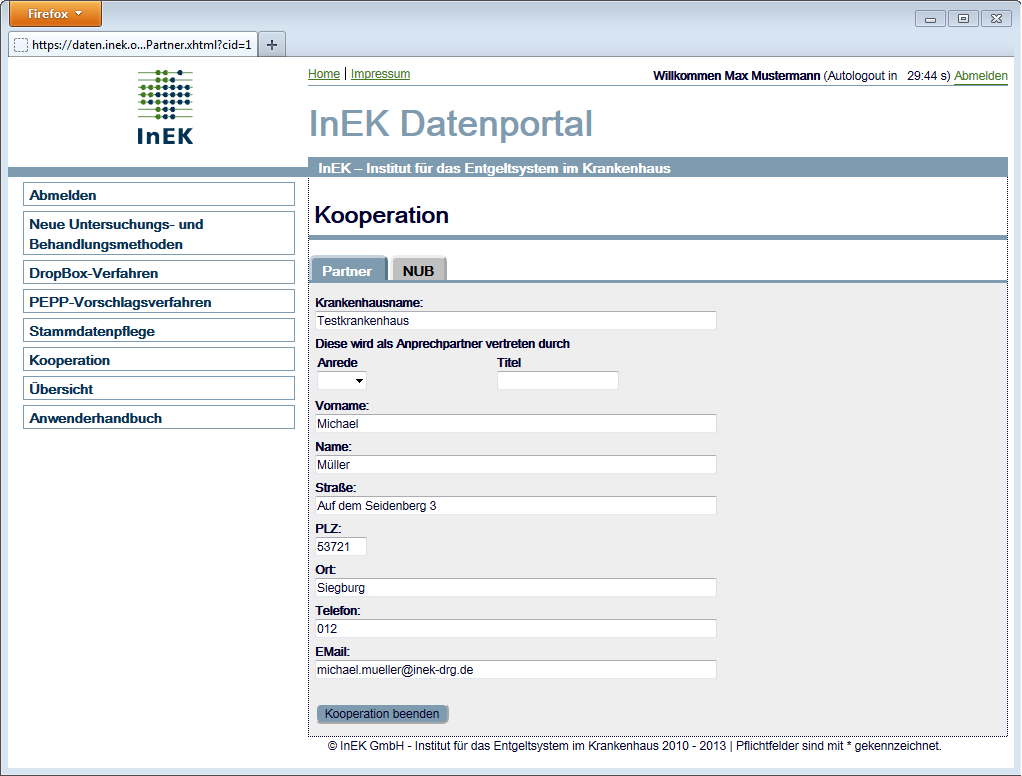 Firefox
https://daten.inek.o...Partner.xhtml?cid=1
InEK
Home | Impressum
Willkommen Max Mustermann (Autologout in 29:44 s) Abmelden
InEK Datenportal
InEK – Institut für das Entgeltsystem im Krankenhaus
Abmelden
Neue Untersuchungs- und
Behandlungsmethoden
DropBox-Verfahren
PEPP-Vorschlagsverfahren
Stammdatenpflege
Kooperation
Übersicht
Anwenderhandbuch
Kooperation
Partner NUB
Krankenhausname:
Testkrankenhaus
Diese wird als Anprechpartner vertreten durch
Anrede Titel
Vorname:
Michael
Name:
Müller
Straße:
Auf dem Seidenberg 3
PLZ:
53721
Ort:
Siegburg
Telefon:
012
EMail:
michael.mueller@inek-drg.de
Kooperation beenden
© InEK GmbH - Institut für das Entgeltsystem im Krankenhaus 2010 - 2013 | Pflichtfelder sind mit * gekennzeichnet.